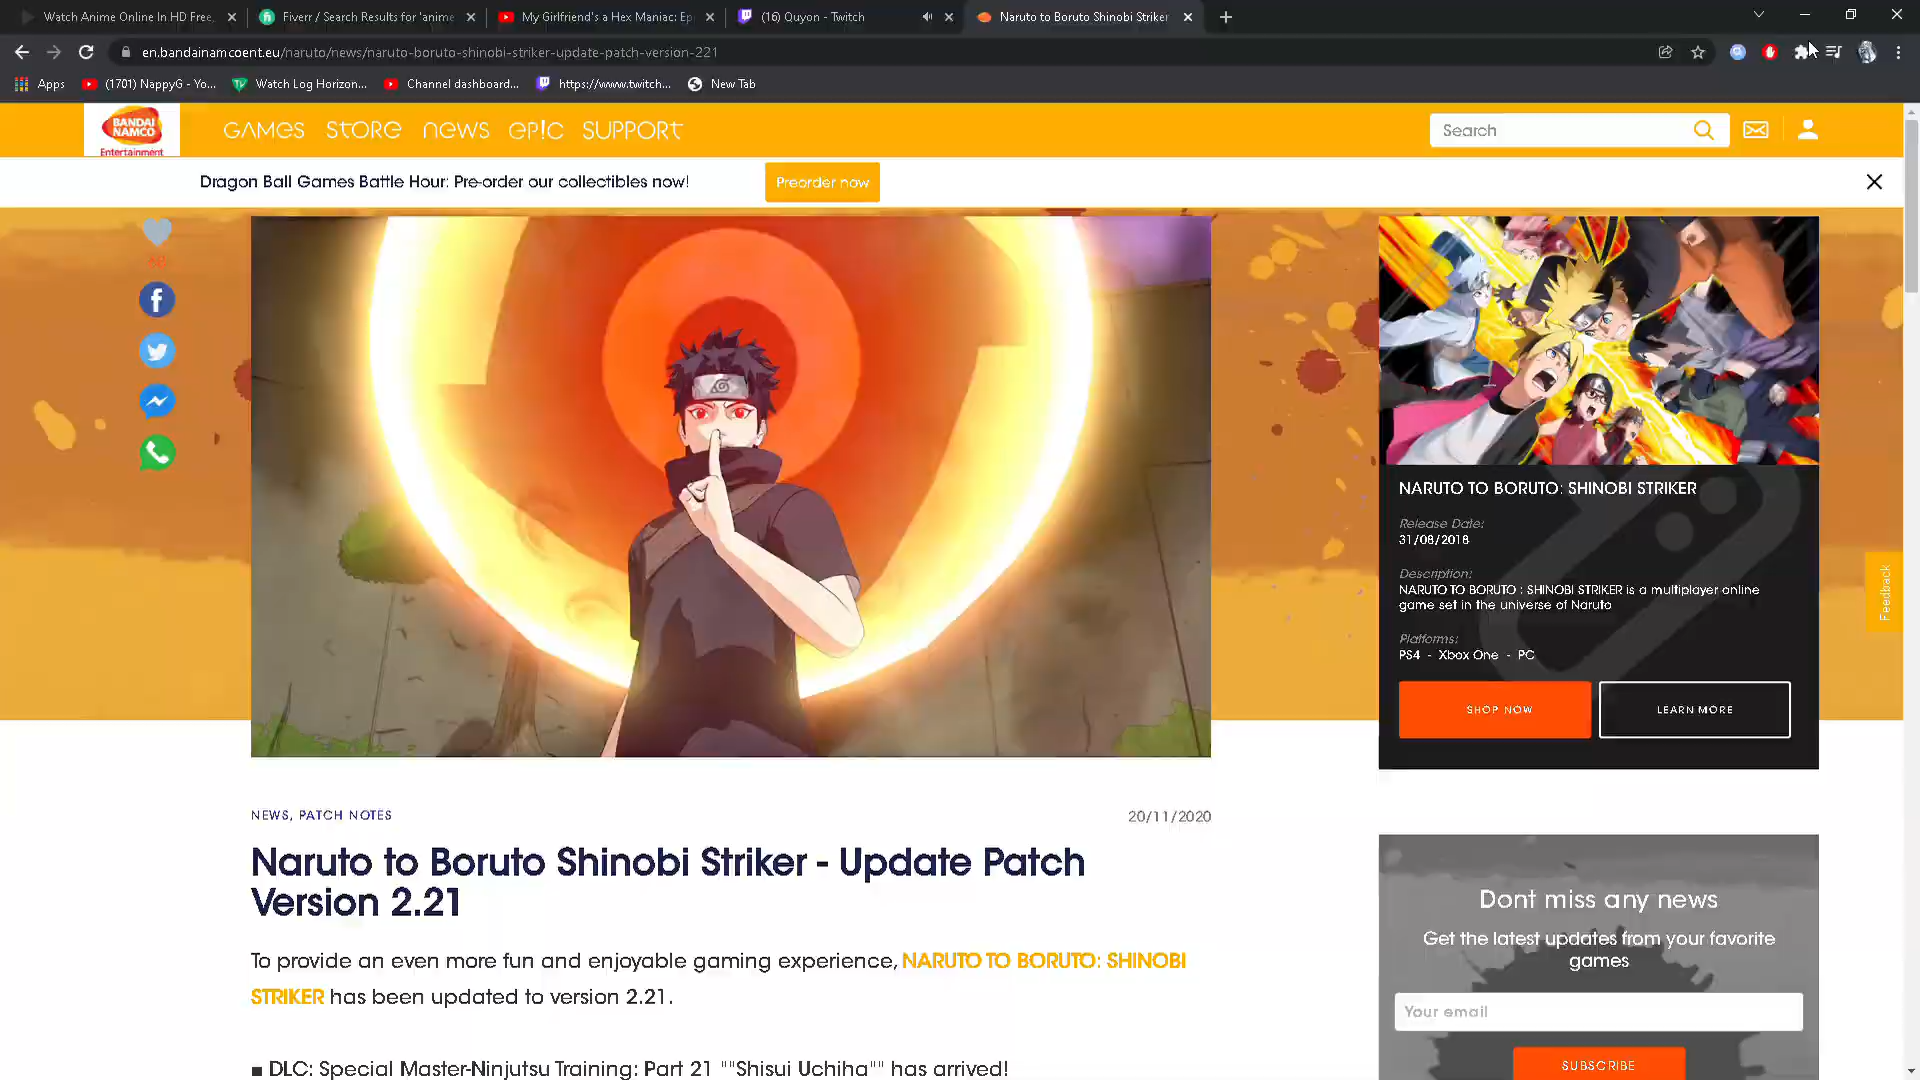 Watch Anime Online In HD Free,
Fiverr / Search Results for 'anime
My Girlfriend's a Hex Maniac: Ep
(16) Quyon - Twitch
Naruto to Boruto Shinobi Striker
en.bandainamcoent.eu/naruto/news/naruto-boruto-shinobi-striker-update-patch-version-221
Apps
(1701) NappyG - Yo...
Watch Log Horizon...
Channel dashboard...
https://www.twitch...
New Tab
BANDAI
NAMCO
Entertainment
GAMES
STORE
NEWS
EP!C
SUPPORT
Search
Dragon Ball Games Battle Hour: Pre-order our collectibles now!
Preorder now
NARUTO TO BORUTO: SHINOBI STRIKER
Release Date:
31/08/2018
Description:
NARUTO TO BORUTO : SHINOBI STRIKER is a multiplayer online
game set in the universe of Naruto
Platforms:
PS4 - Xbox One - PC
SHOP NOW
LEARN MORE
Feedback
NEWS, PATCH NOTES
20/11/2020
Naruto to Boruto Shinobi Striker - Update Patch
Version 2.21
To provide an even more fun and enjoyable gaming experience, NARUTO TO BORUTO: SHINOBI
STRIKER has been updated to version 2.21.
■ DLC: Special Master-Ninjutsu Training: Part 21 ""Shisui Uchiha"" has arrived!
Dont miss any news
Get the latest updates from your favorite
games
Your email
SUBSCRIBE